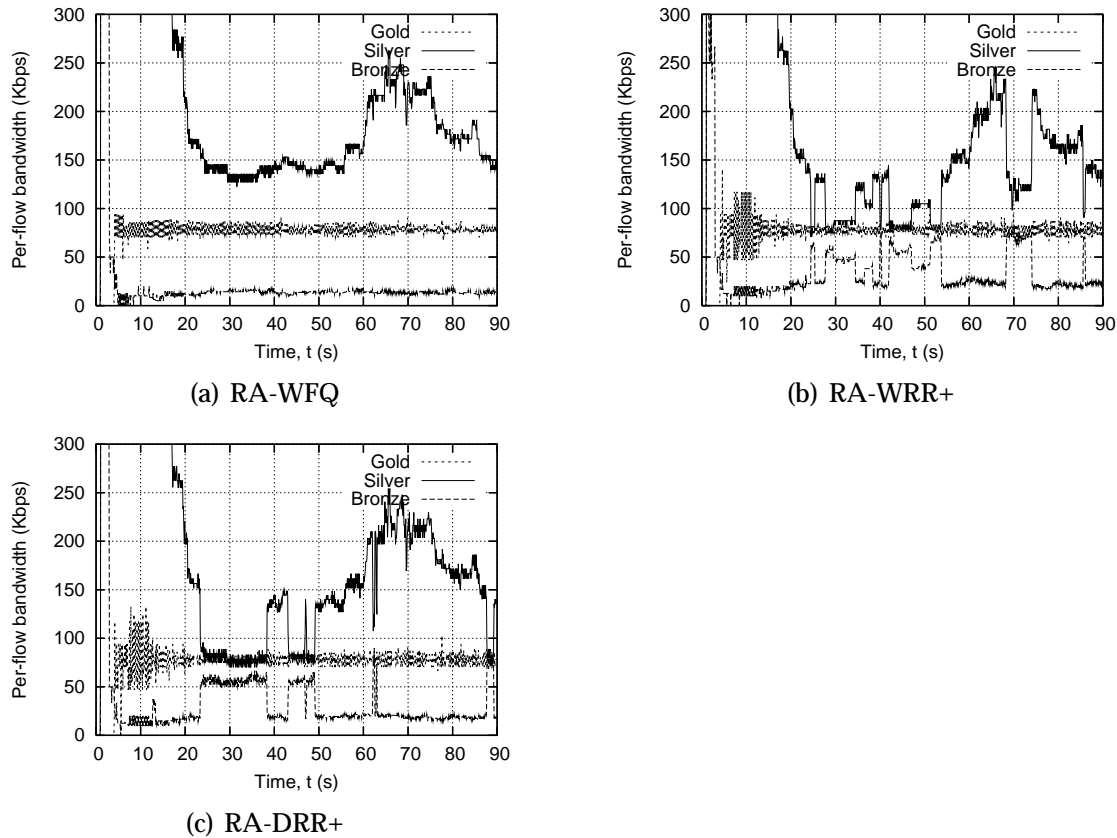 300
250
200
150
100
50
0
Per-flow bandwidth (Kbps)
Gold
Silver
Bronze
0 10 20 30 40 50 60 70 80 90
Time, t (s)
(a) RA-WFQ
300
250
200
150
100
50
0
Per-flow bandwidth (Kbps)
Gold
Silver
Bronze
0 10 20 30 40 50 60 70 80 90
Time, t (s)
(b) RA-WRR+
300
250
200
150
100
50
0
Per-flow bandwidth (Kbps)
Gold
Silver
Bronze
0 10 20 30 40 50 60 70 80 90
Time, t (s)
(c) RA-DRR+